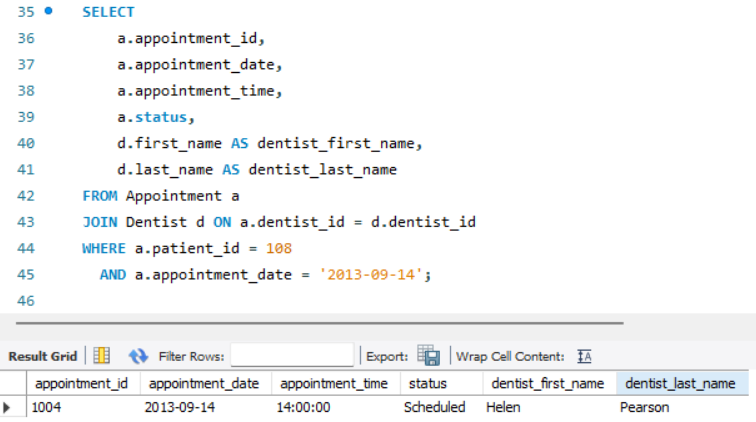 35 SELECT
36 a.appointment_id,
37 a.appointment_date,
38 a.appointment_time,
39 a.status,
40 d.first_name AS dentist_first_name,
41 d.last_name AS dentist_last_name
42 FROM Appointment a
43 JOIN Dentist d ON a.dentist_id = d.dentist_id
44 WHERE a.patient_id = 108
45 AND a.appointment_date = '2013-09-14';
46
Result Grid Filter Rows: Export: Wrap Cell Content: IA
appointment_id appointment_date appointment_time status dentist_first_name dentist_last_name
1004 2013-09-14 14:00:00 Scheduled Helen Pearson